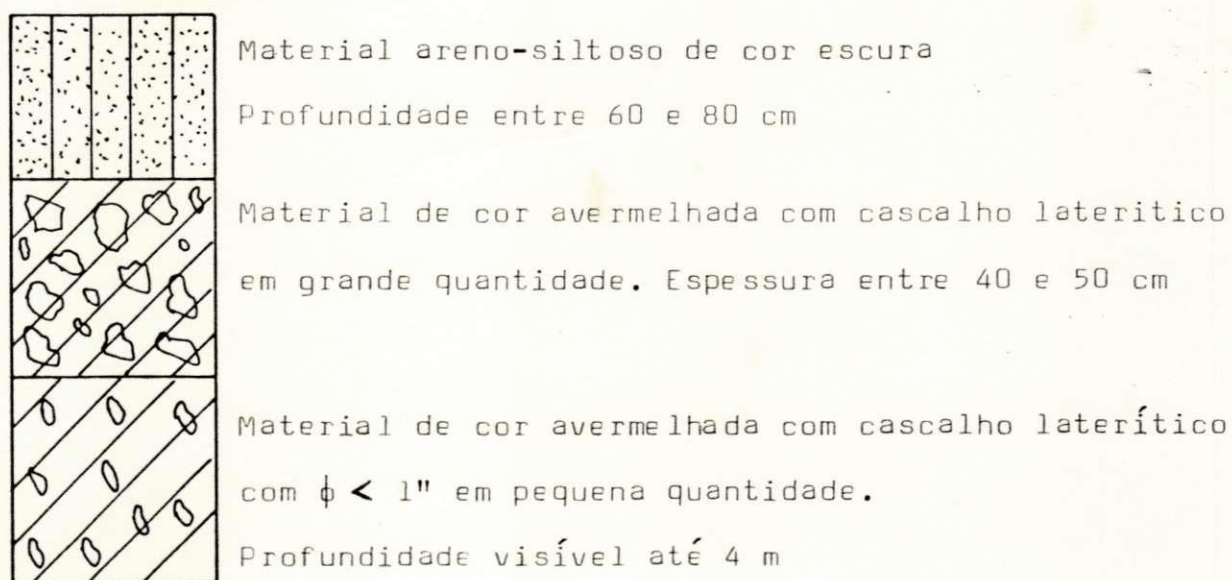 Material areno-siltoso de cor escura
Profundidade entre 60 e 80 cm
Material de cor avermelhada com cascalho lateritico
em grande quantidade. Espessura entre 40 e 50 cm
Material de cor avermelhada com cascalho laterítico
com ϕ < 1" em pequena quantidade.
Profundidade visível até 4 m